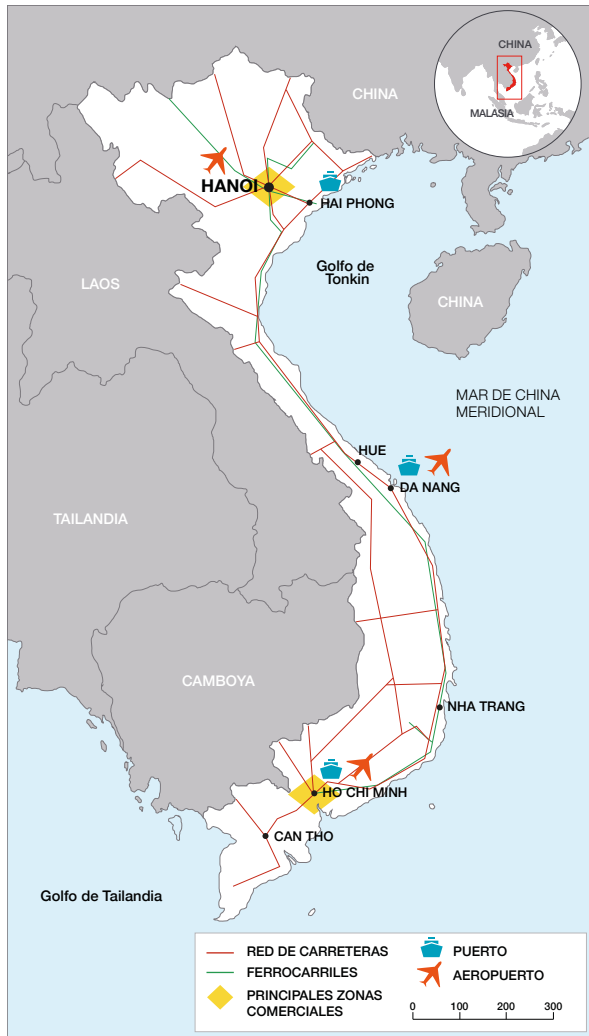 CHINA
MALASIA
CHINA
HANOI
HAI PHONG
Golfo de
Tonkin
LAOS
CHINA
MAR DE CHINA
MERIDIONAL
HUE
DA NANG
TAILANDIA
CAMBOYA
NHA TRANG
HO CHI MINH
CAN THO
Golfo de Tailandia
RED DE CARRETERAS
FERROCARRILES
PRINCIPALES ZONAS
COMERCIALES
PUERTO
AEROPUERTO
0 100 200 300